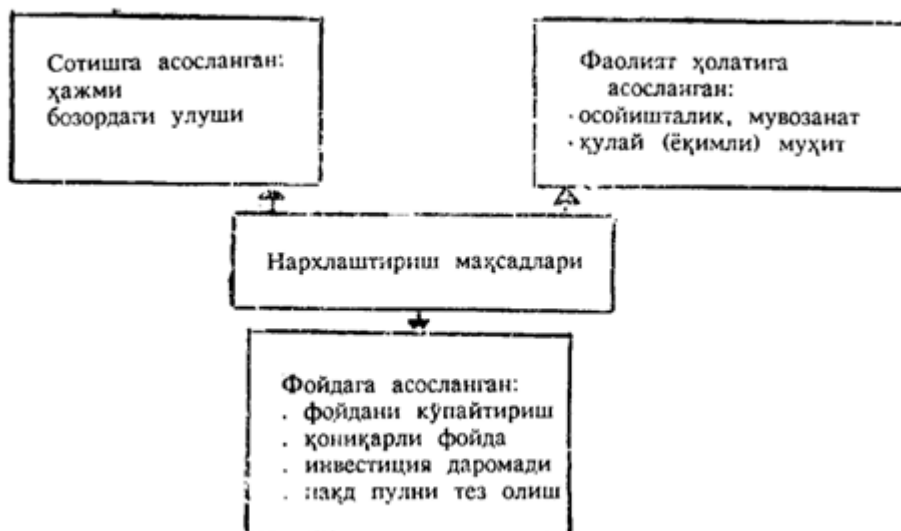 Сотишга асосланган:
ҳажми
бозордаги улуши
Фаолият ҳолатига
асосланган:
· осойишталик, мувозанат
· қулай (ёқимли) муҳит
Нархлаштириш мақсадлари
Фойдага асосланган:
. фойдани кўпайтириш
. қониқарли фойда
. инвестиция даромади
. нақд пулни тез олиш